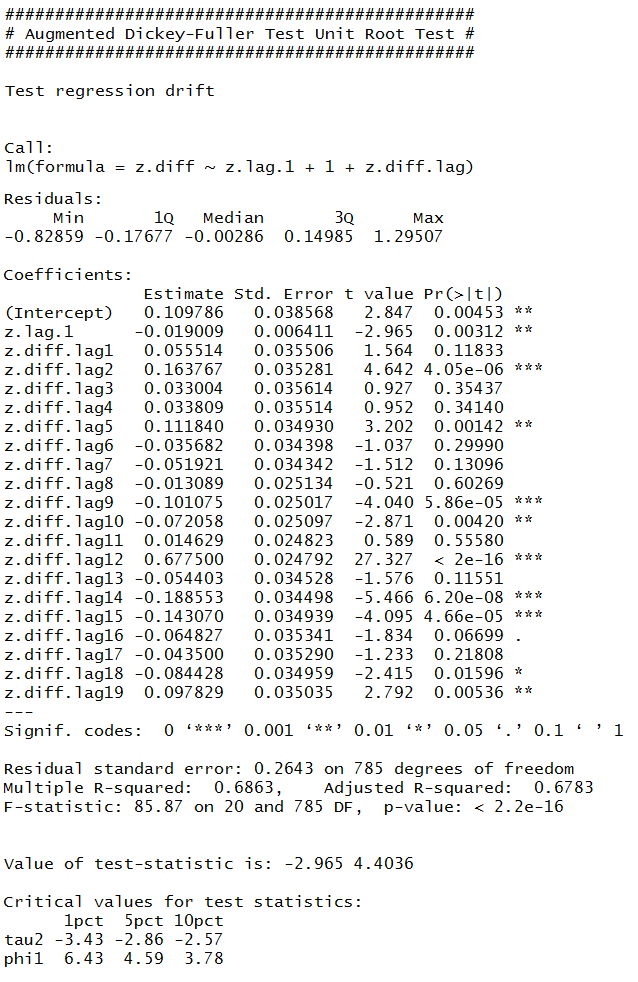 ###############################################
# Augmented Dickey-Fuller Test Unit Root Test #
###############################################
Test regression drift
Call:
lm(formula = z.diff ~ z.lag.1 + 1 + z.diff.lag)
Residuals:
Min 1Q Median 3Q Max
-0.82859 -0.17677 -0.00286 0.14985 1.29507
Coefficients:
Estimate Std. Error t value Pr(>|t|)
(Intercept) 0.109786 0.038568 2.847 0.00453 **
z.lag.1 -0.019009 0.006411 -2.965 0.00312 **
z.diff.lag1 0.055514 0.035506 1.564 0.11833
z.diff.lag2 0.163767 0.035281 4.642 4.05e-06 ***
z.diff.lag3 0.033004 0.035614 0.927 0.35437
z.diff.lag4 0.033809 0.035514 0.952 0.34140
z.diff.lag5 0.111840 0.034930 3.202 0.00142 **
z.diff.lag6 -0.035682 0.034398 -1.037 0.29990
z.diff.lag7 -0.051921 0.034342 -1.512 0.13096
z.diff.lag8 -0.013089 0.025134 -0.521 0.60269
z.diff.lag9 -0.101075 0.025017 -4.040 5.86e-05 ***
z.diff.lag10 -0.072058 0.025097 -2.871 0.00420 **
z.diff.lag11 0.014629 0.024823 0.589 0.55580
z.diff.lag12 0.677500 0.024792 27.327 < 2e-16 ***
z.diff.lag13 -0.054403 0.034528 -1.576 0.11551
z.diff.lag14 -0.188553 0.034498 -5.466 6.20e-08 ***
z.diff.lag15 -0.143070 0.034939 -4.095 4.66e-05 ***
z.diff.lag16 -0.064827 0.035341 -1.834 0.06699 .
z.diff.lag17 -0.043500 0.035290 -1.233 0.21808
z.diff.lag18 -0.084428 0.034959 -2.415 0.01596 *
z.diff.lag19 0.097829 0.035035 2.792 0.00536 **
---
Signif. codes: 0 ‘***’ 0.001 ‘**’ 0.01 ‘*’ 0.05 ‘.’ 0.1 ‘ ’ 1
Residual standard error: 0.2643 on 785 degrees of freedom
Multiple R-squared: 0.6863, Adjusted R-squared: 0.6783
F-statistic: 85.87 on 20 and 785 DF, p-value: < 2.2e-16
Value of test-statistic is: -2.965 4.4036
Critical values for test statistics:
1pct 5pct 10pct
tau2 -3.43 -2.86 -2.57
phi1 6.43 4.59 3.78